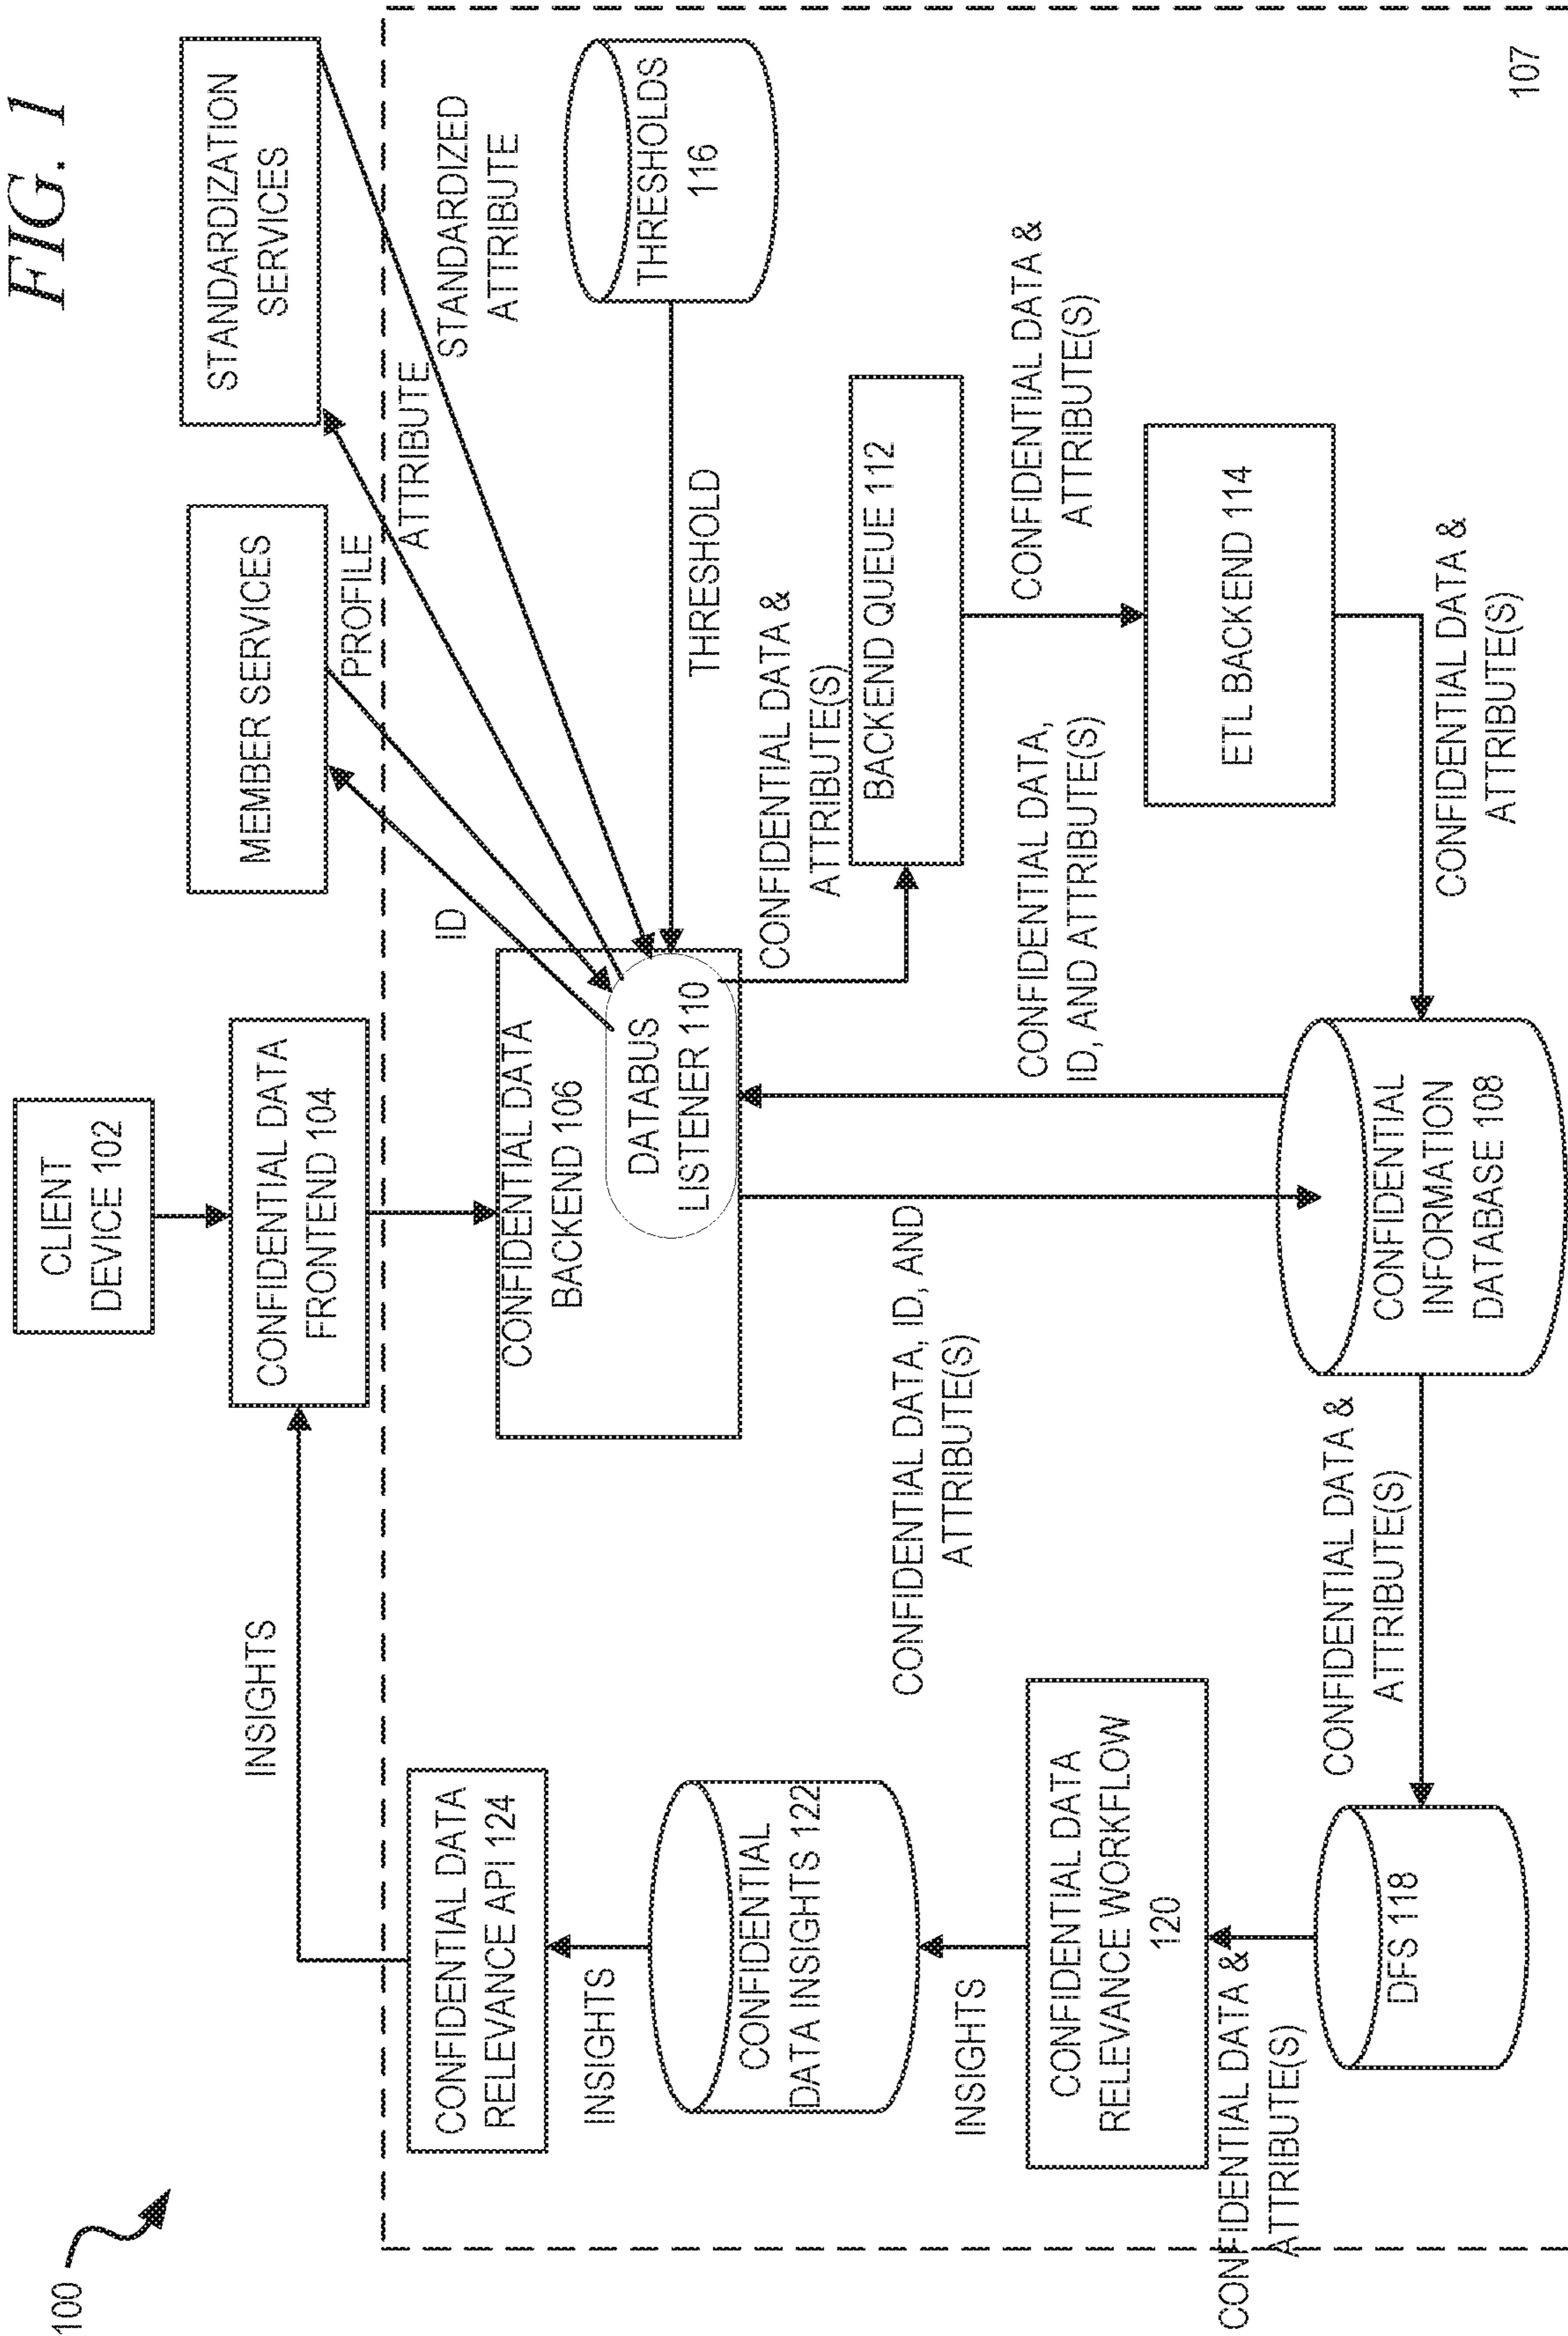 FIG. 1
100
CLIENT
DEVICE 102
CONFIDENTIAL DATA
FRONTEND 104
MEMBER SERVICES
STANDARDIZATION
SERVICES
INSIGHTS
ID
PROFILE
ATTRIBUTE
STANDARDIZED
ATTRIBUTE
CONFIDENTIAL DATA
RELEVANCE API 124
CONFIDENTIAL DATA
BACKEND 106
DATABUS
LISTENER 110
THRESHOLD
THRESHOLDS
116
INSIGHTS
CONFIDENTIAL
DATA INSIGHTS 122
CONFIDENTIAL DATA &
ATTRIBUTE(S)
BACKEND QUEUE 112
CONFIDENTIAL DATA, ID, AND
ATTRIBUTE(S)
CONFIDENTIAL DATA,
ID, AND ATTRIBUTE(S)
CONFIDENTIAL DATA &
ATTRIBUTE(S)
INSIGHTS
CONFIDENTIAL DATA
RELEVANCE WORKFLOW
120
ETL BACKEND 114
CONFIDENTIAL DATA &
ATTRIBUTE(S)
DFS 118
CONFIDENTIAL DATA &
ATTRIBUTE(S)
CONFIDENTIAL
INFORMATION
DATABASE 108
CONFIDENTIAL DATA &
ATTRIBUTE(S)
107